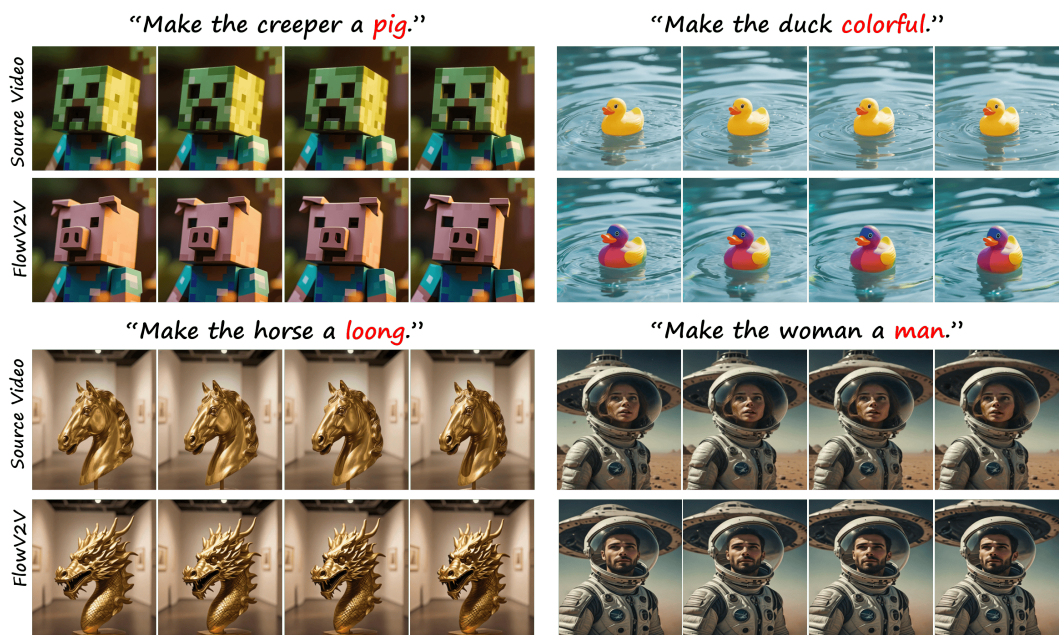 “Make the creeper a pig.”
“Make the duck colorful.”
Source Video
FlowV2V
“Make the horse a loong.”
“Make the woman a man.”
Source Video
FlowV2V